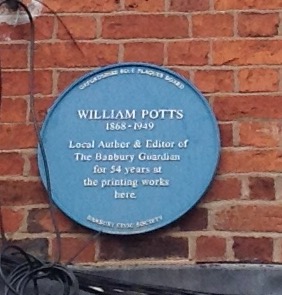 OXFORDSHIRE BLUE PLAQUES BOARD
WILLIAM POTTS
1868-1949
Local Author & Editor of
The Banbury Guardian
for 54 years at
the printing works
here.
BANBURY CIVIC SOCIETY